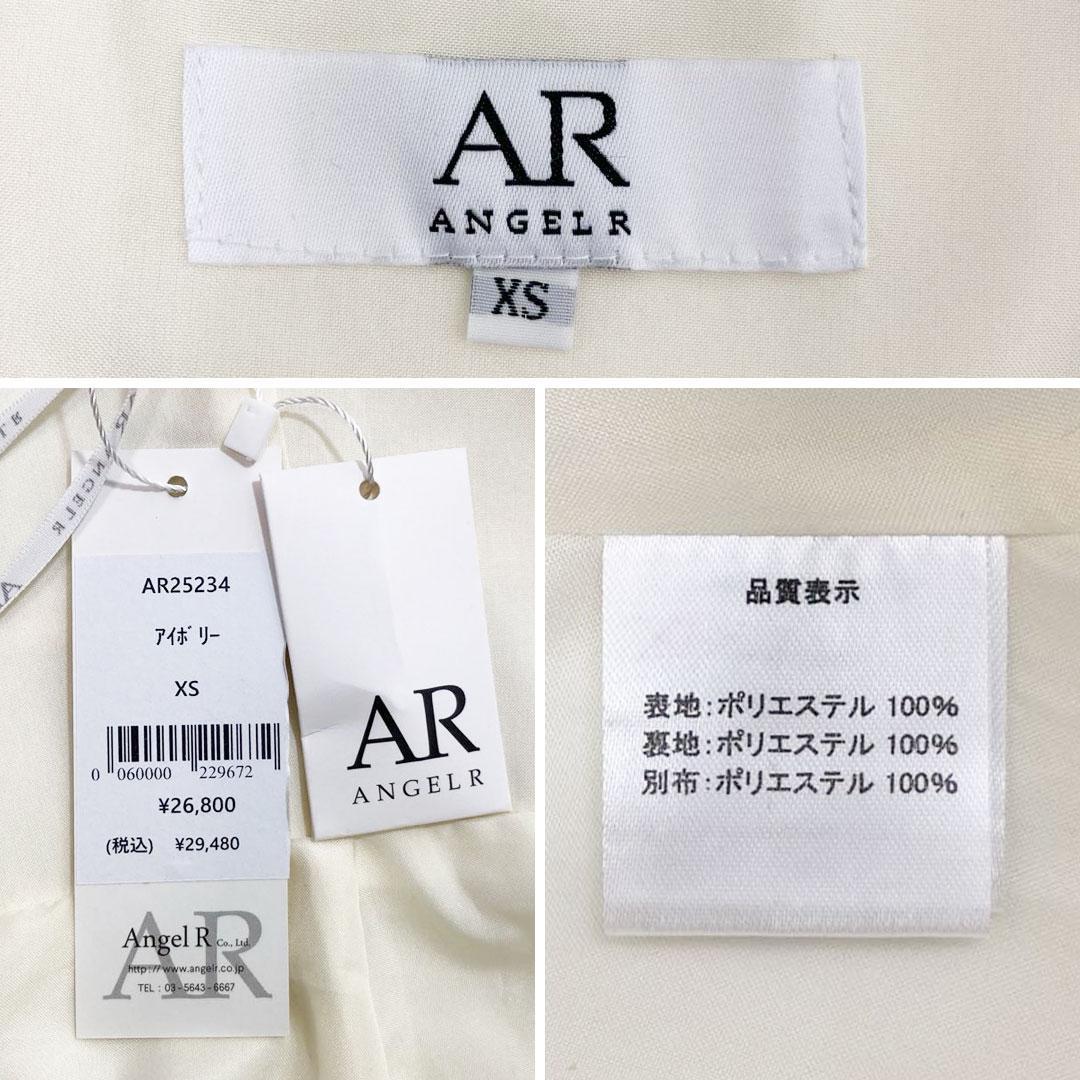 AR
ANGELR
XS
ANGELR
AR25234
ｱｲﾎﾞﾘｰ
XS
0 060000 229672
¥26,800
(税込) ¥29,480
Angel R Co., Ltd.
http://www.angelr.co.jp
TEL : 03-5643-6667
AR
AR
ANGELR
品質表示
表地:ポリエステル 100%
裏地:ポリエステル 100%
別布:ポリエステル 100%